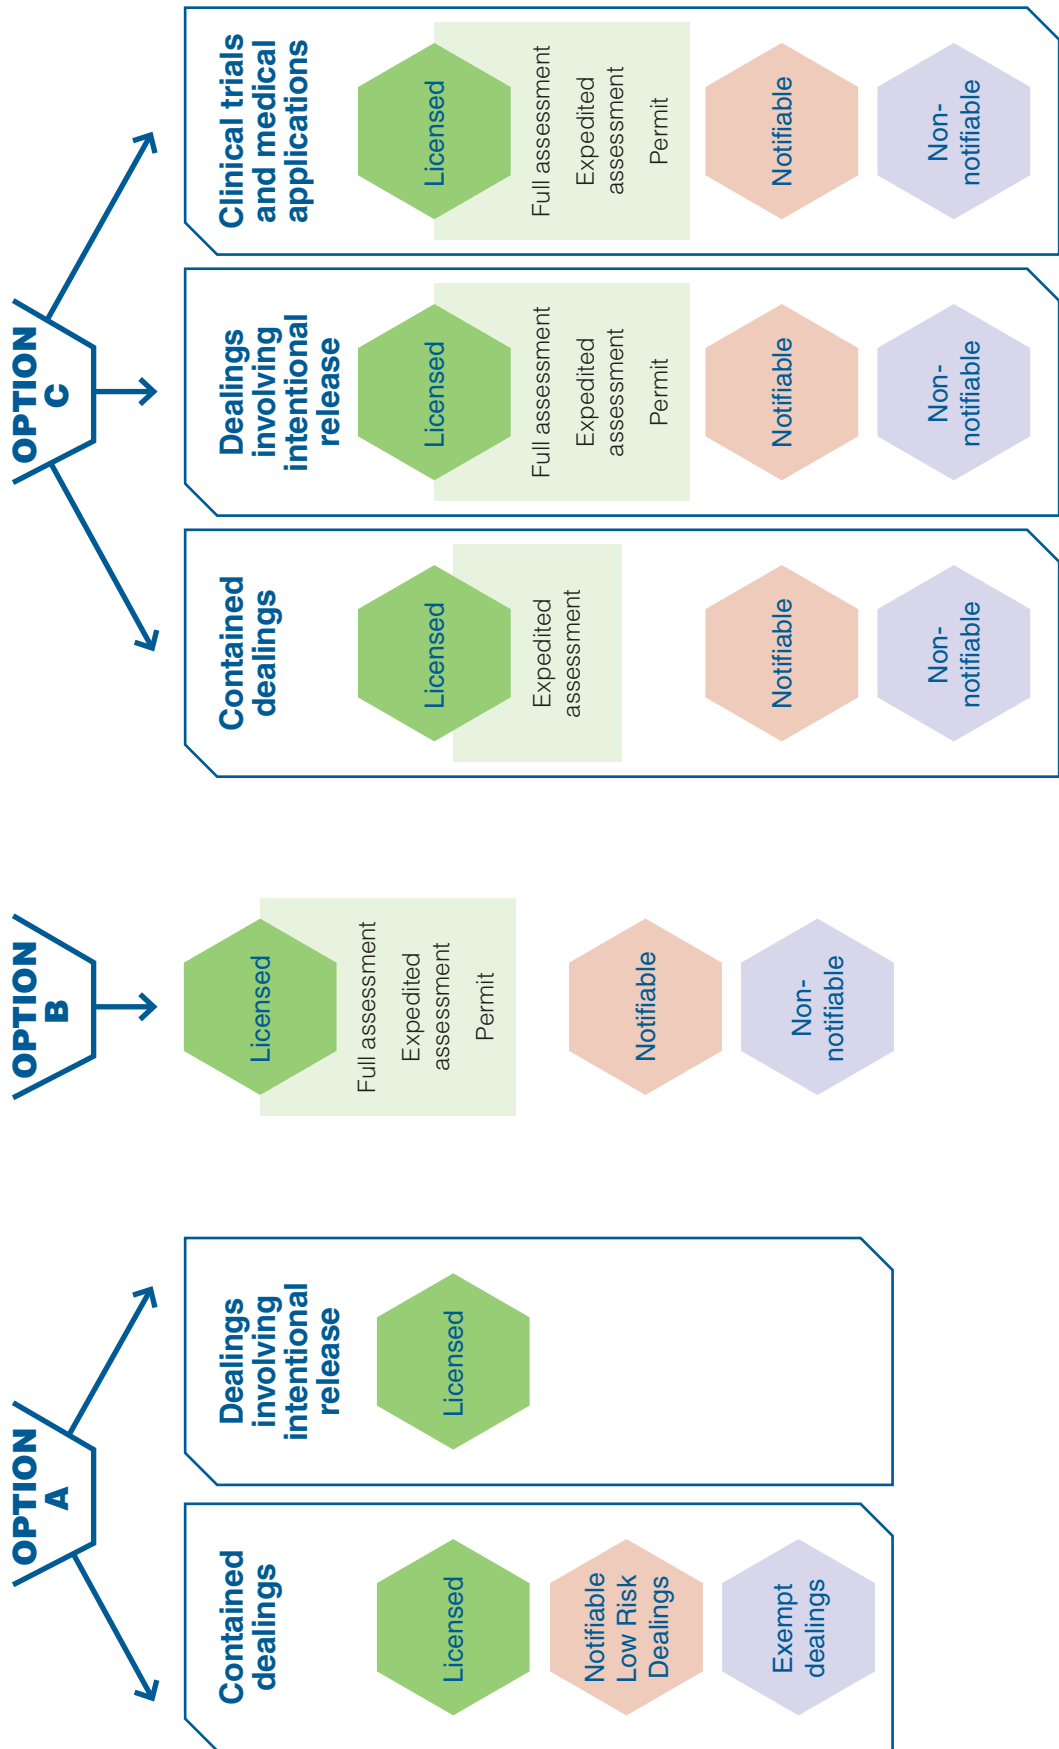 OPTION
A
Contained
dealings
Licensed
Notifiable
Low Risk
Dealings
Exempt
dealings
Dealings
involving
intentional
release
Licensed
OPTION
B
Licensed
Full assessment
Expedited
assessment
Permit
Notifiable
Non-
notifiable
OPTION
C
Contained
dealings
Licensed
Expedited
assessment
Notifiable
Non-
notifiable
Dealings
involving
intentional
release
Licensed
Full assessment
Expedited
assessment
Permit
Notifiable
Non-
notifiable
Clinical trials
and medical
applications
Licensed
Full assessment
Expedited
assessment
Permit
Notifiable
Non-
notifiable